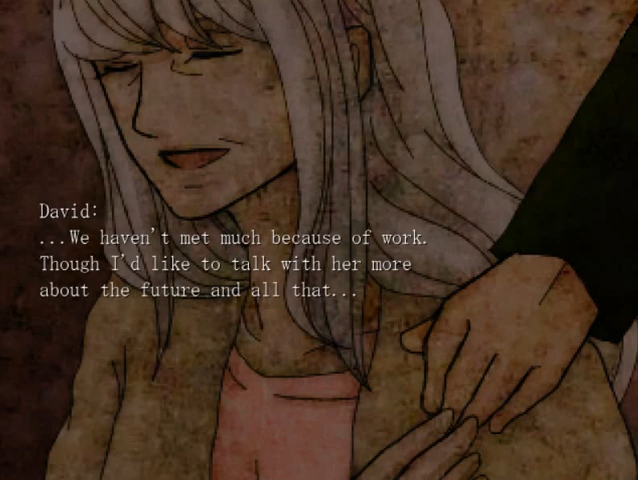 David:
...We haven't met much because of work.
Though I'd like to talk with her more
about the future and all that...